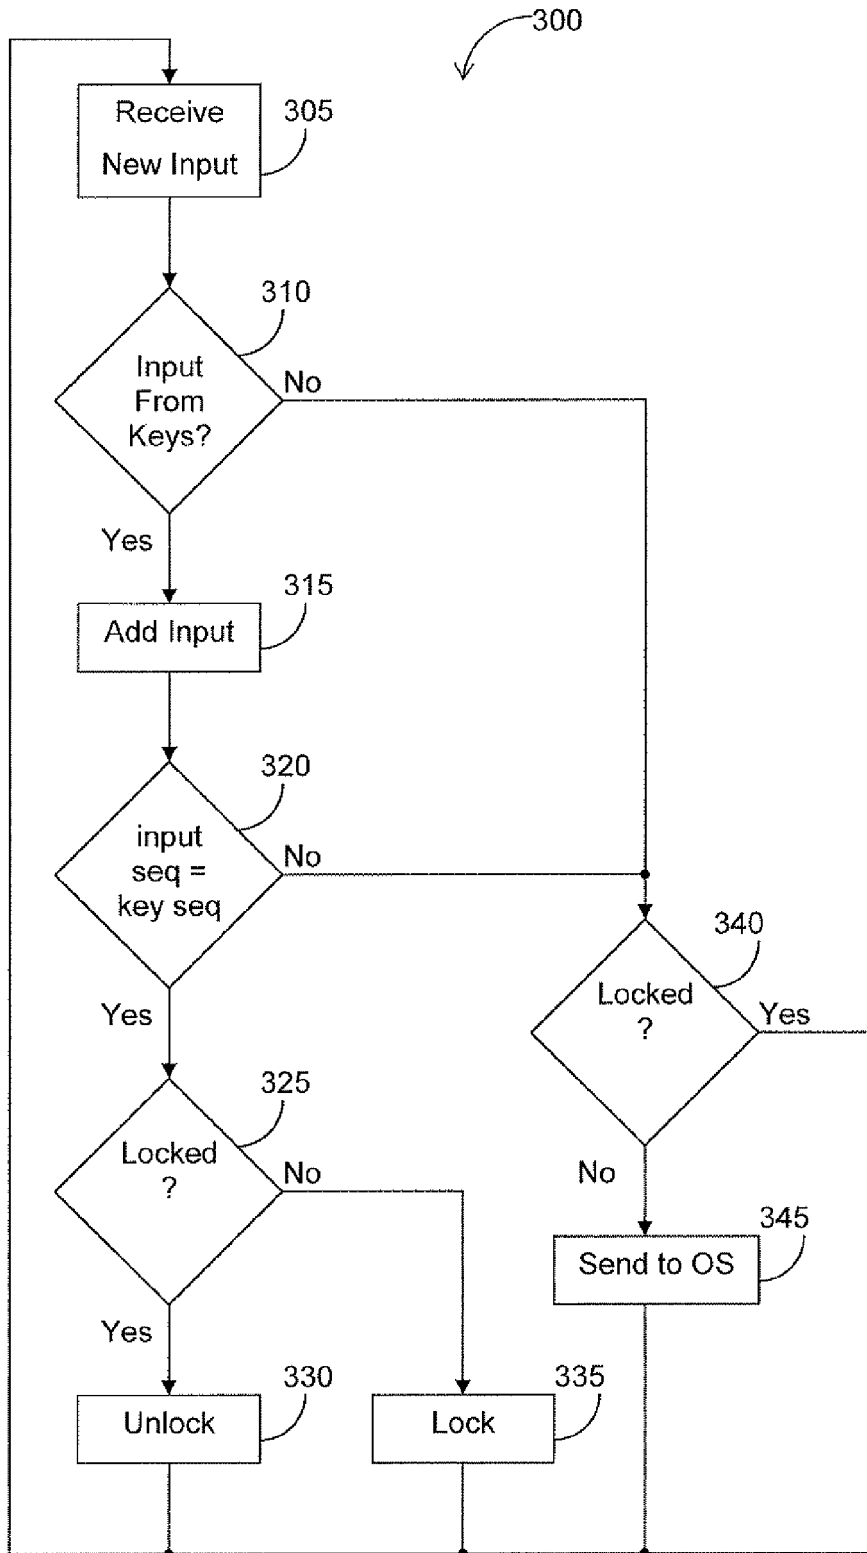 300
Receive
New Input
305
310
Input
From
Keys?
No
Yes
315
Add Input
320
input
seq =
key seq
No
340
Locked
?
Yes
Yes
325
Locked
?
No
No
345
Send to OS
Yes
330
Unlock
335
Lock